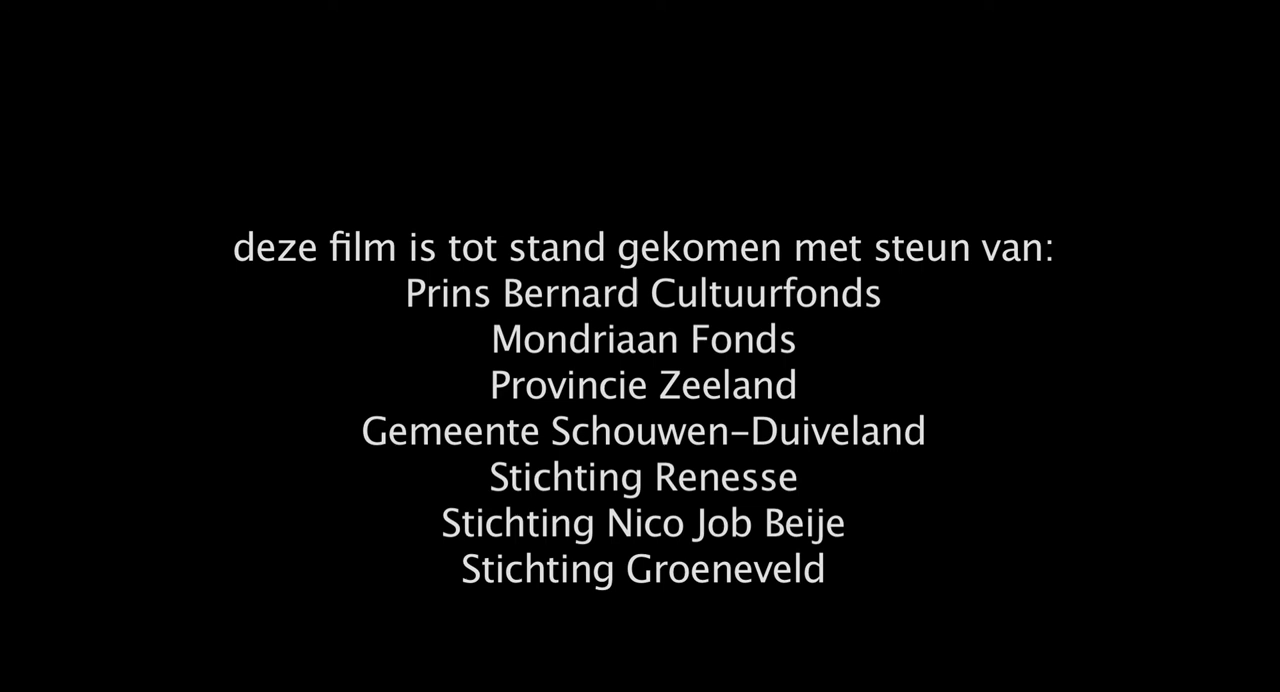 deze film is tot stand gekomen met steun van:
Prins Bernard Cultuurfonds
Mondriaan Fonds
Provincie Zeeland
Gemeente Schouwen-Duiveland
Stichting Renesse
Stichting Nico Job Beije
Stichting Groeneveld